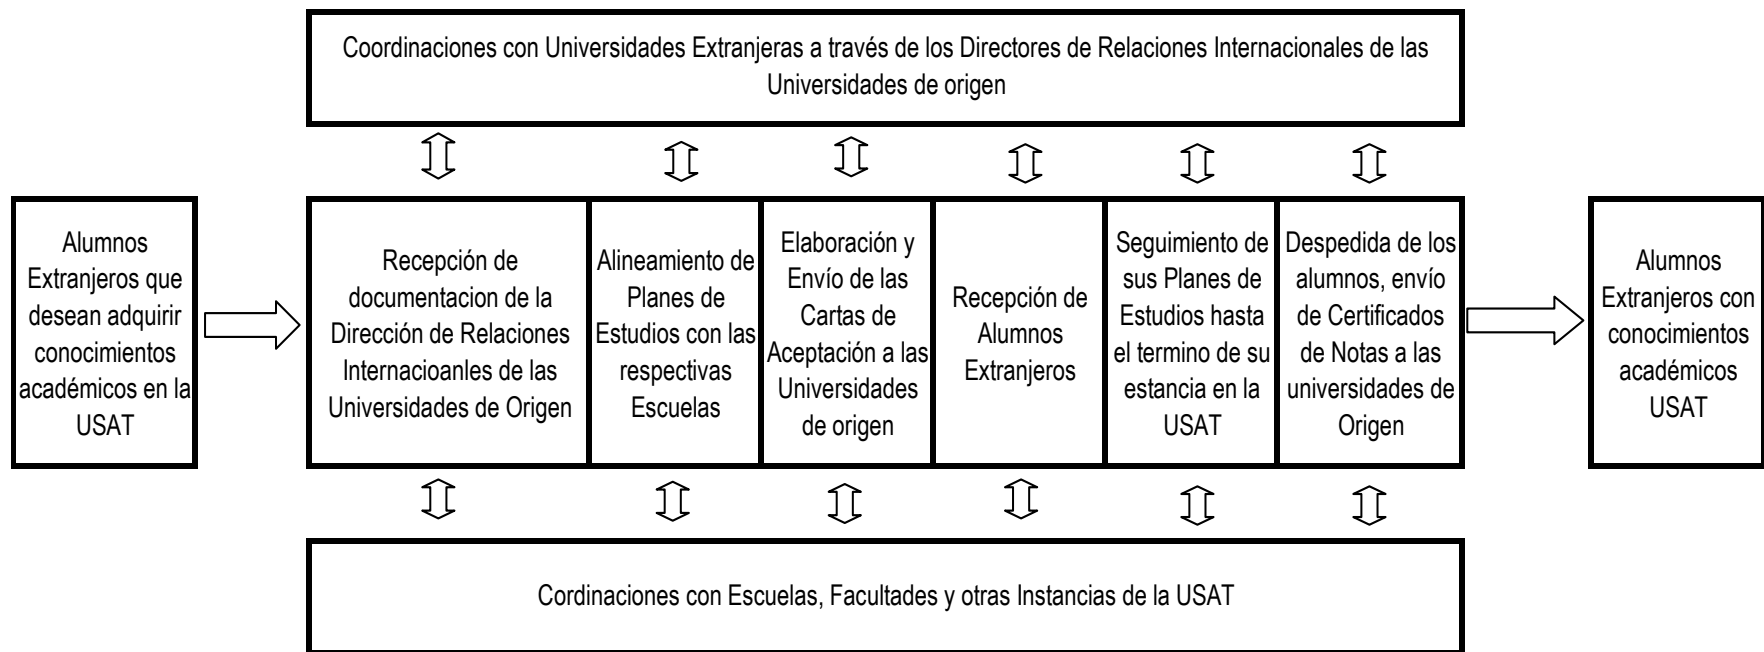 Coordinaciones con Universidades Extranjeras a través de los Directores de Relaciones Internacionales de las
Universidades de origen
Alumnos
Extranjeros que
desean adquirir
conocimientos
académicos en la
USAT
Recepción de
documentacion de la
Dirección de Relaciones
Internacioanles de las
Universidades de Origen
Alineamiento de
Planes de
Estudios con las
respectivas
Escuelas
Elaboración y
Envío de las
Cartas de
Aceptación a las
Universidades
de origen
Recepción de
Alumnos
Extranjeros
Seguimiento de
sus Planes de
Estudios hasta
el termino de su
estancia en la
USAT
Despedida de los
alumnos, envío
de Certificados
de Notas a las
universidades de
Origen
Alumnos
Extranjeros con
conocimientos
académicos
USAT
Cordinaciones con Escuelas, Facultades y otras Instancias de la USAT